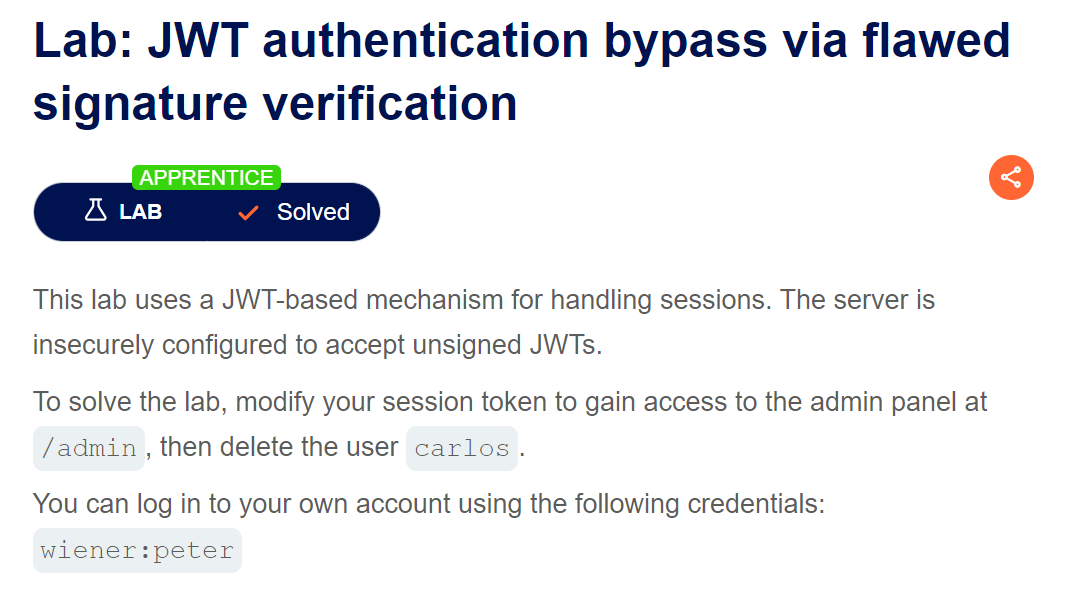 Lab: JWT authentication bypass via flawed
signature verification
APPRENTICE
LAB Solved
This lab uses a JWT-based mechanism for handling sessions. The server is
insecurely configured to accept unsigned JWTs.
To solve the lab, modify your session token to gain access to the admin panel at
/admin, then delete the user carlos.
You can log in to your own account using the following credentials:
wiener:peter